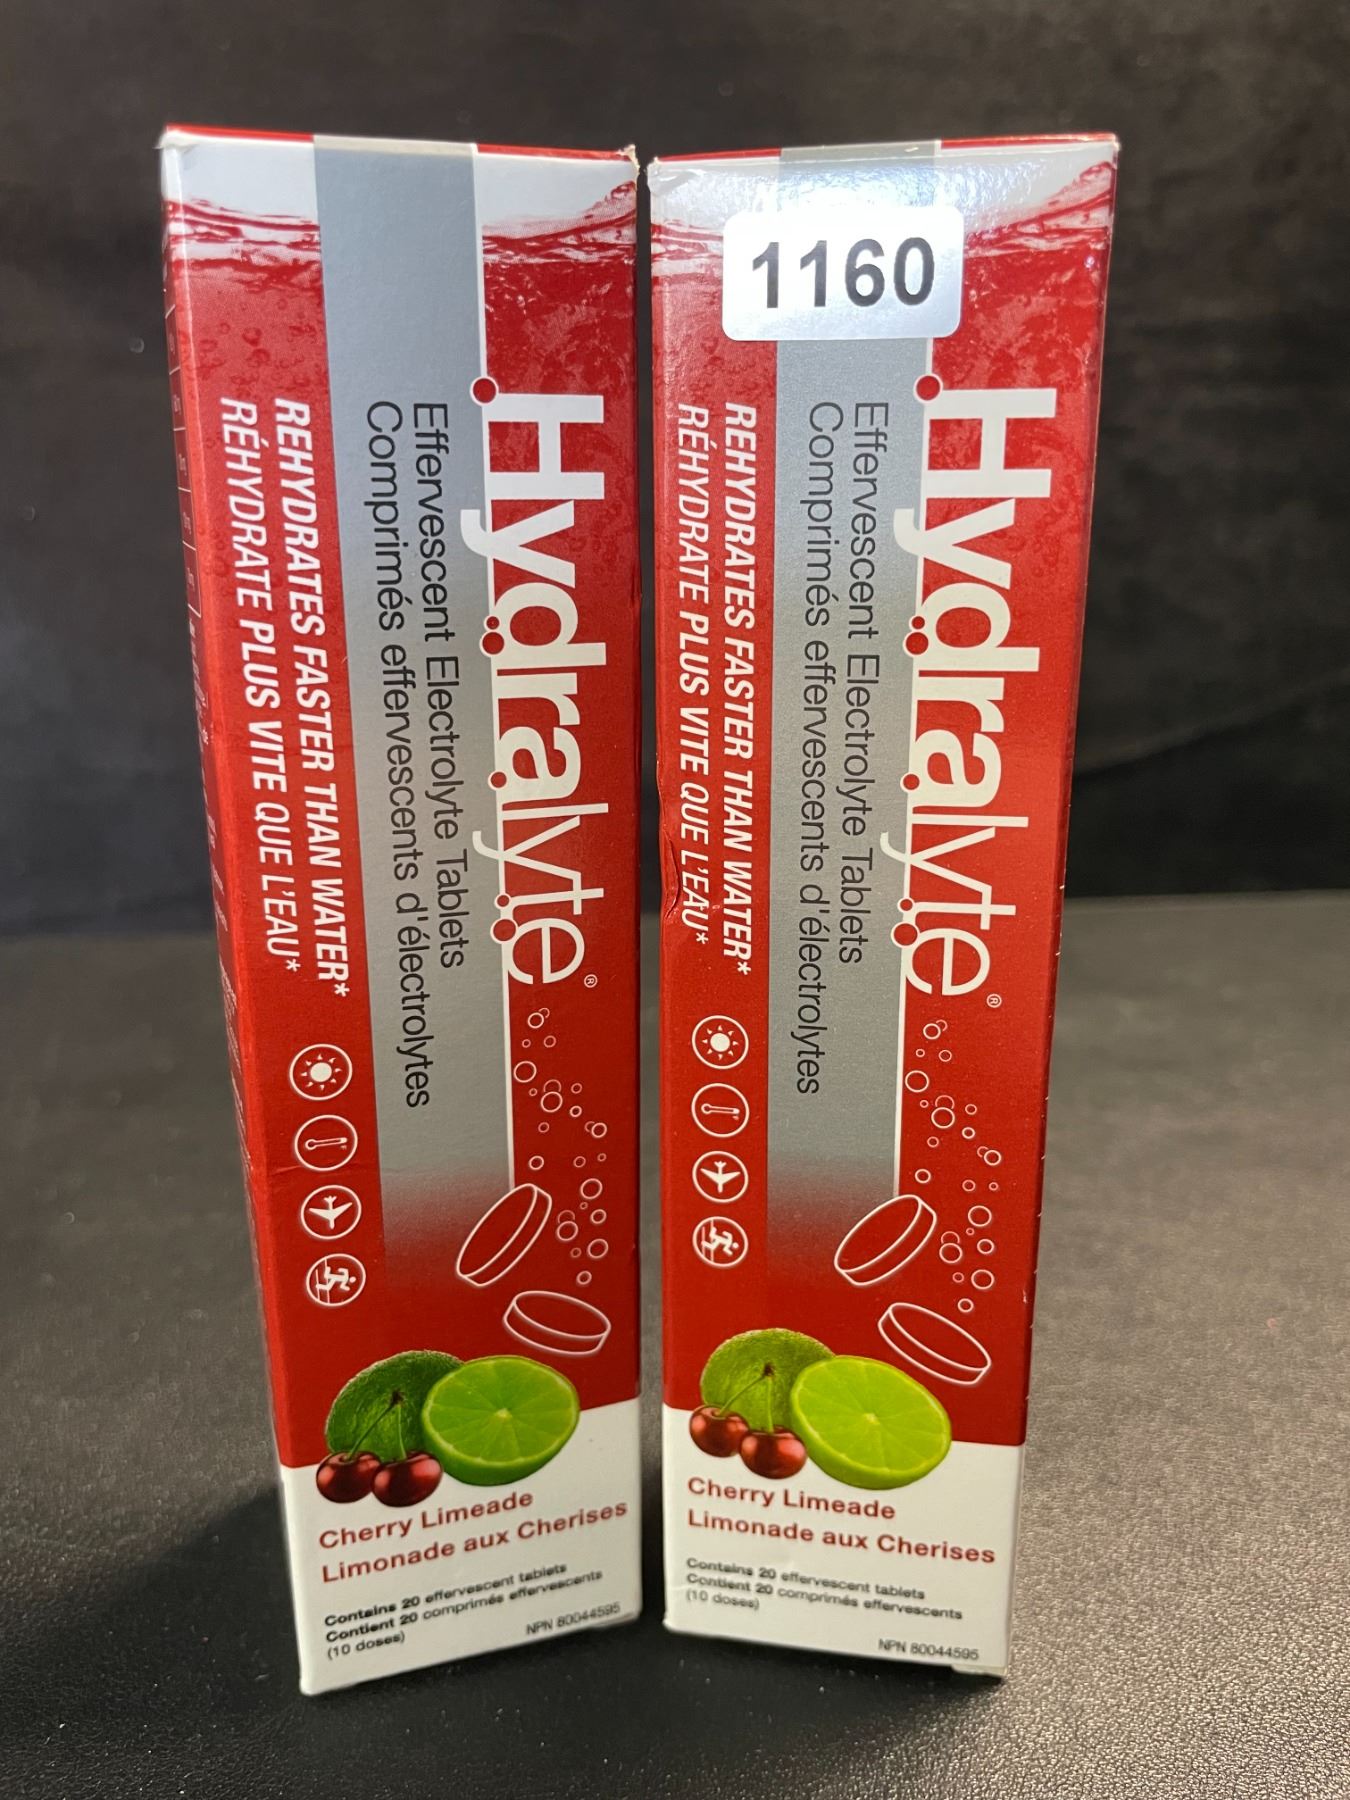 Hydralyte®
Effervescent Electrolyte Tablets
Comprimés effervescents d'électrolytes
REHYDRATES FASTER THAN WATER*
RÉHYDRATE PLUS VITE QUE L'EAU*
Cherry Limeade
Limonade aux Cherises
Contains 20 effervescent tablets
Contient 20 comprimés effervescents
(10 doses)
NPN 80044595
1160
Hydralyte®
Effervescent Electrolyte Tablets
Comprimés effervescents d'électrolytes
REHYDRATES FASTER THAN WATER*
RÉHYDRATE PLUS VITE QUE L'EAU*
Cherry Limeade
Limonade aux Cherises
Contains 20 effervescent tablets
Contient 20 comprimés effervescents
(10 doses)
NPN 80044595